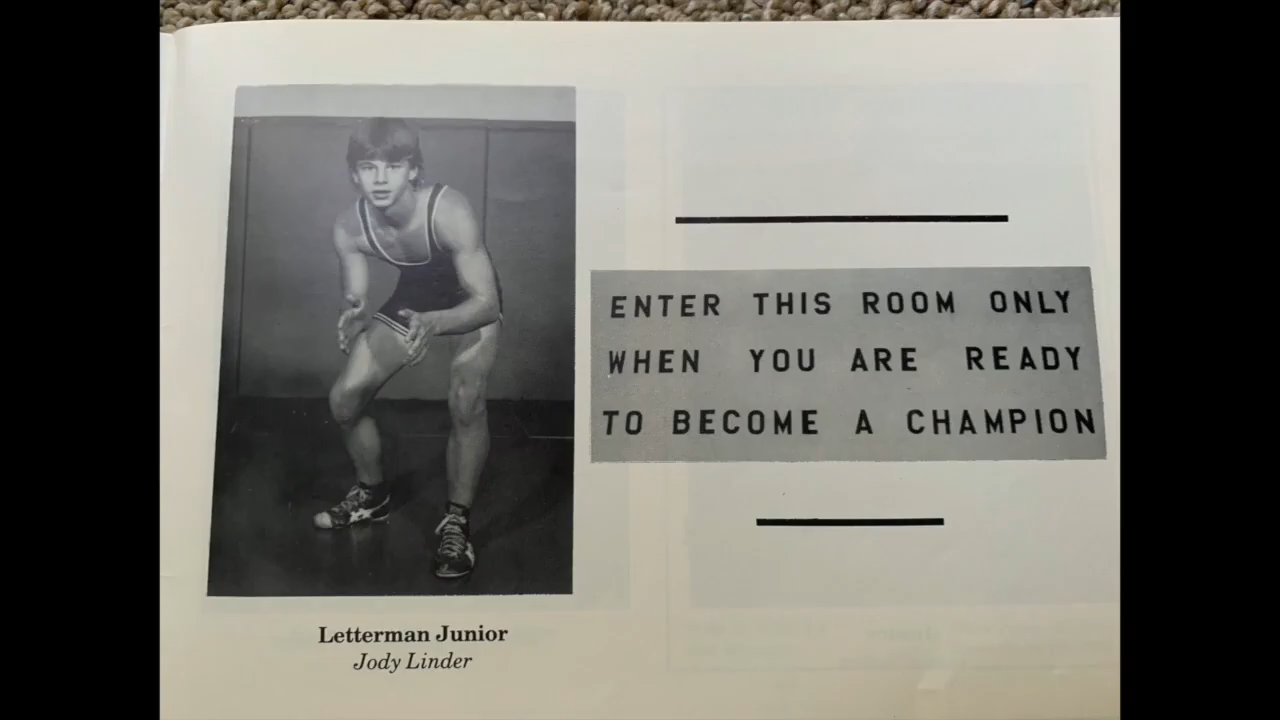 ENTER THIS ROOM ONLY
WHEN YOU ARE READY
TO BECOME A CHAMPION
Letterman Junior
Jody Linder